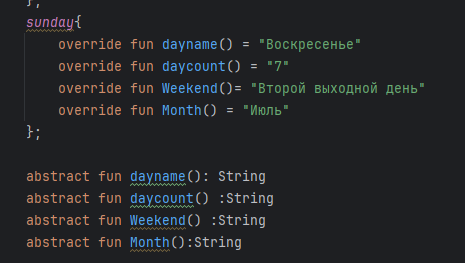 };
sunday{
override fun dayname() = "Воскресенье"
override fun daycount() = "7"
override fun Weekend()= "Второй выходной день"
override fun Month() = "Июль"
};
abstract fun dayname(): String
abstract fun daycount() :String
abstract fun Weekend() :String
abstract fun Month():String